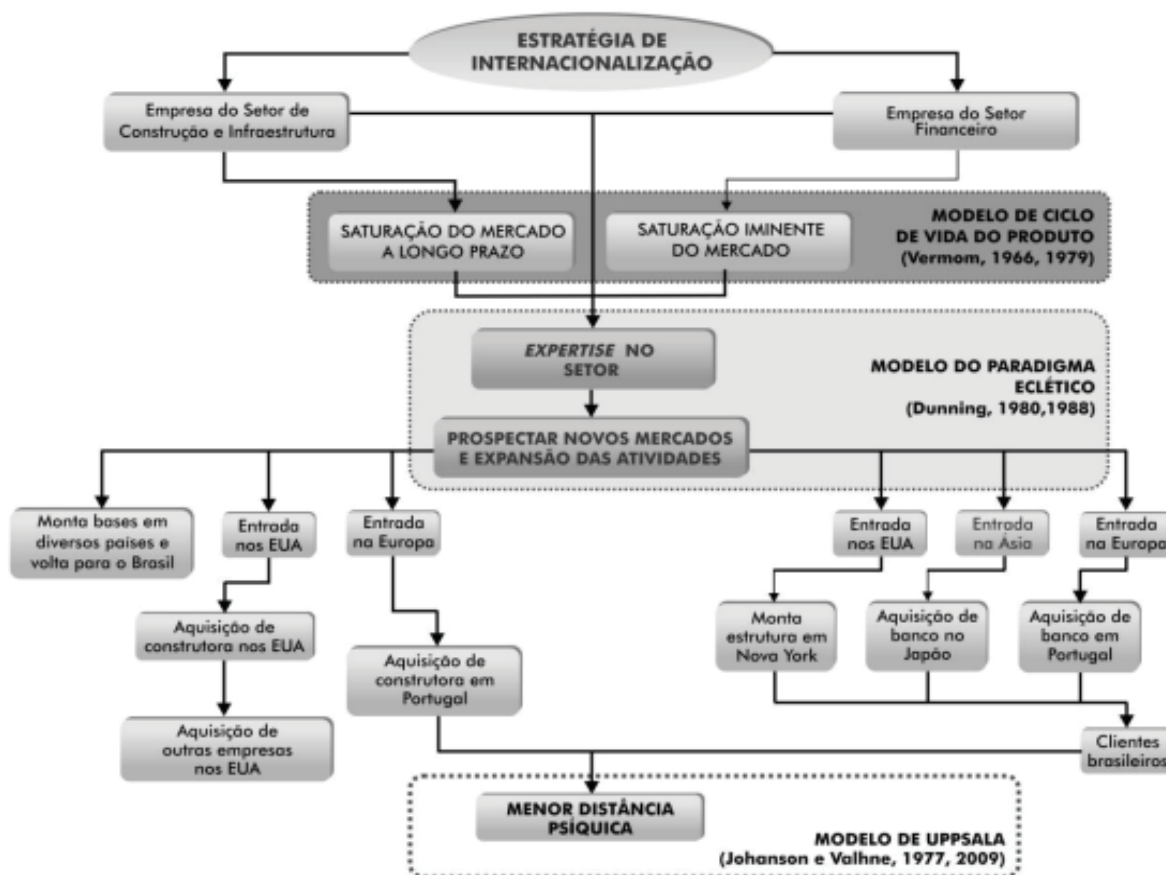 ESTRATÉGIA DE
INTERNACIONALIZAÇÃO
Empresa do Setor de
Construção e Infraestrutura
Empresa do Setor
Financeiro
SATURAÇÃO DO MERCADO
A LONGO PRAZO
SATURAÇÃO IMINENTE
DO MERCADO
MODELO DE CICLO
DE VIDA DO PRODUTO
(Vermom, 1966, 1979)
EXPERTISE NO
SETOR
MODELO DO PARADIGMA
ECLÉTICO
(Dunning, 1980,1988)
PROSPECTAR NOVOS MERCADOS
E EXPANSÃO DAS ATIVIDADES
Monta bases em
diversos países e
volta para o Brasil
Entrada
nos EUA
Entrada
na Europa
Entrada
nos EUA
Entrada
na Ásia
Entrada
na Europa
Aquisição de
construtora nos EUA
Aquisição de
construtora em
Portugal
Monta
estrutura em
Nova York
Aquisição de
banco no
Japão
Aquisição de
banco em
Portugal
Aquisição de
outras empresas
nos EUA
Clientes
brasileiros
MENOR DISTÂNCIA
PSÍQUICA
MODELO DE UPPSALA
(Johanson e Valhne, 1977, 2009)